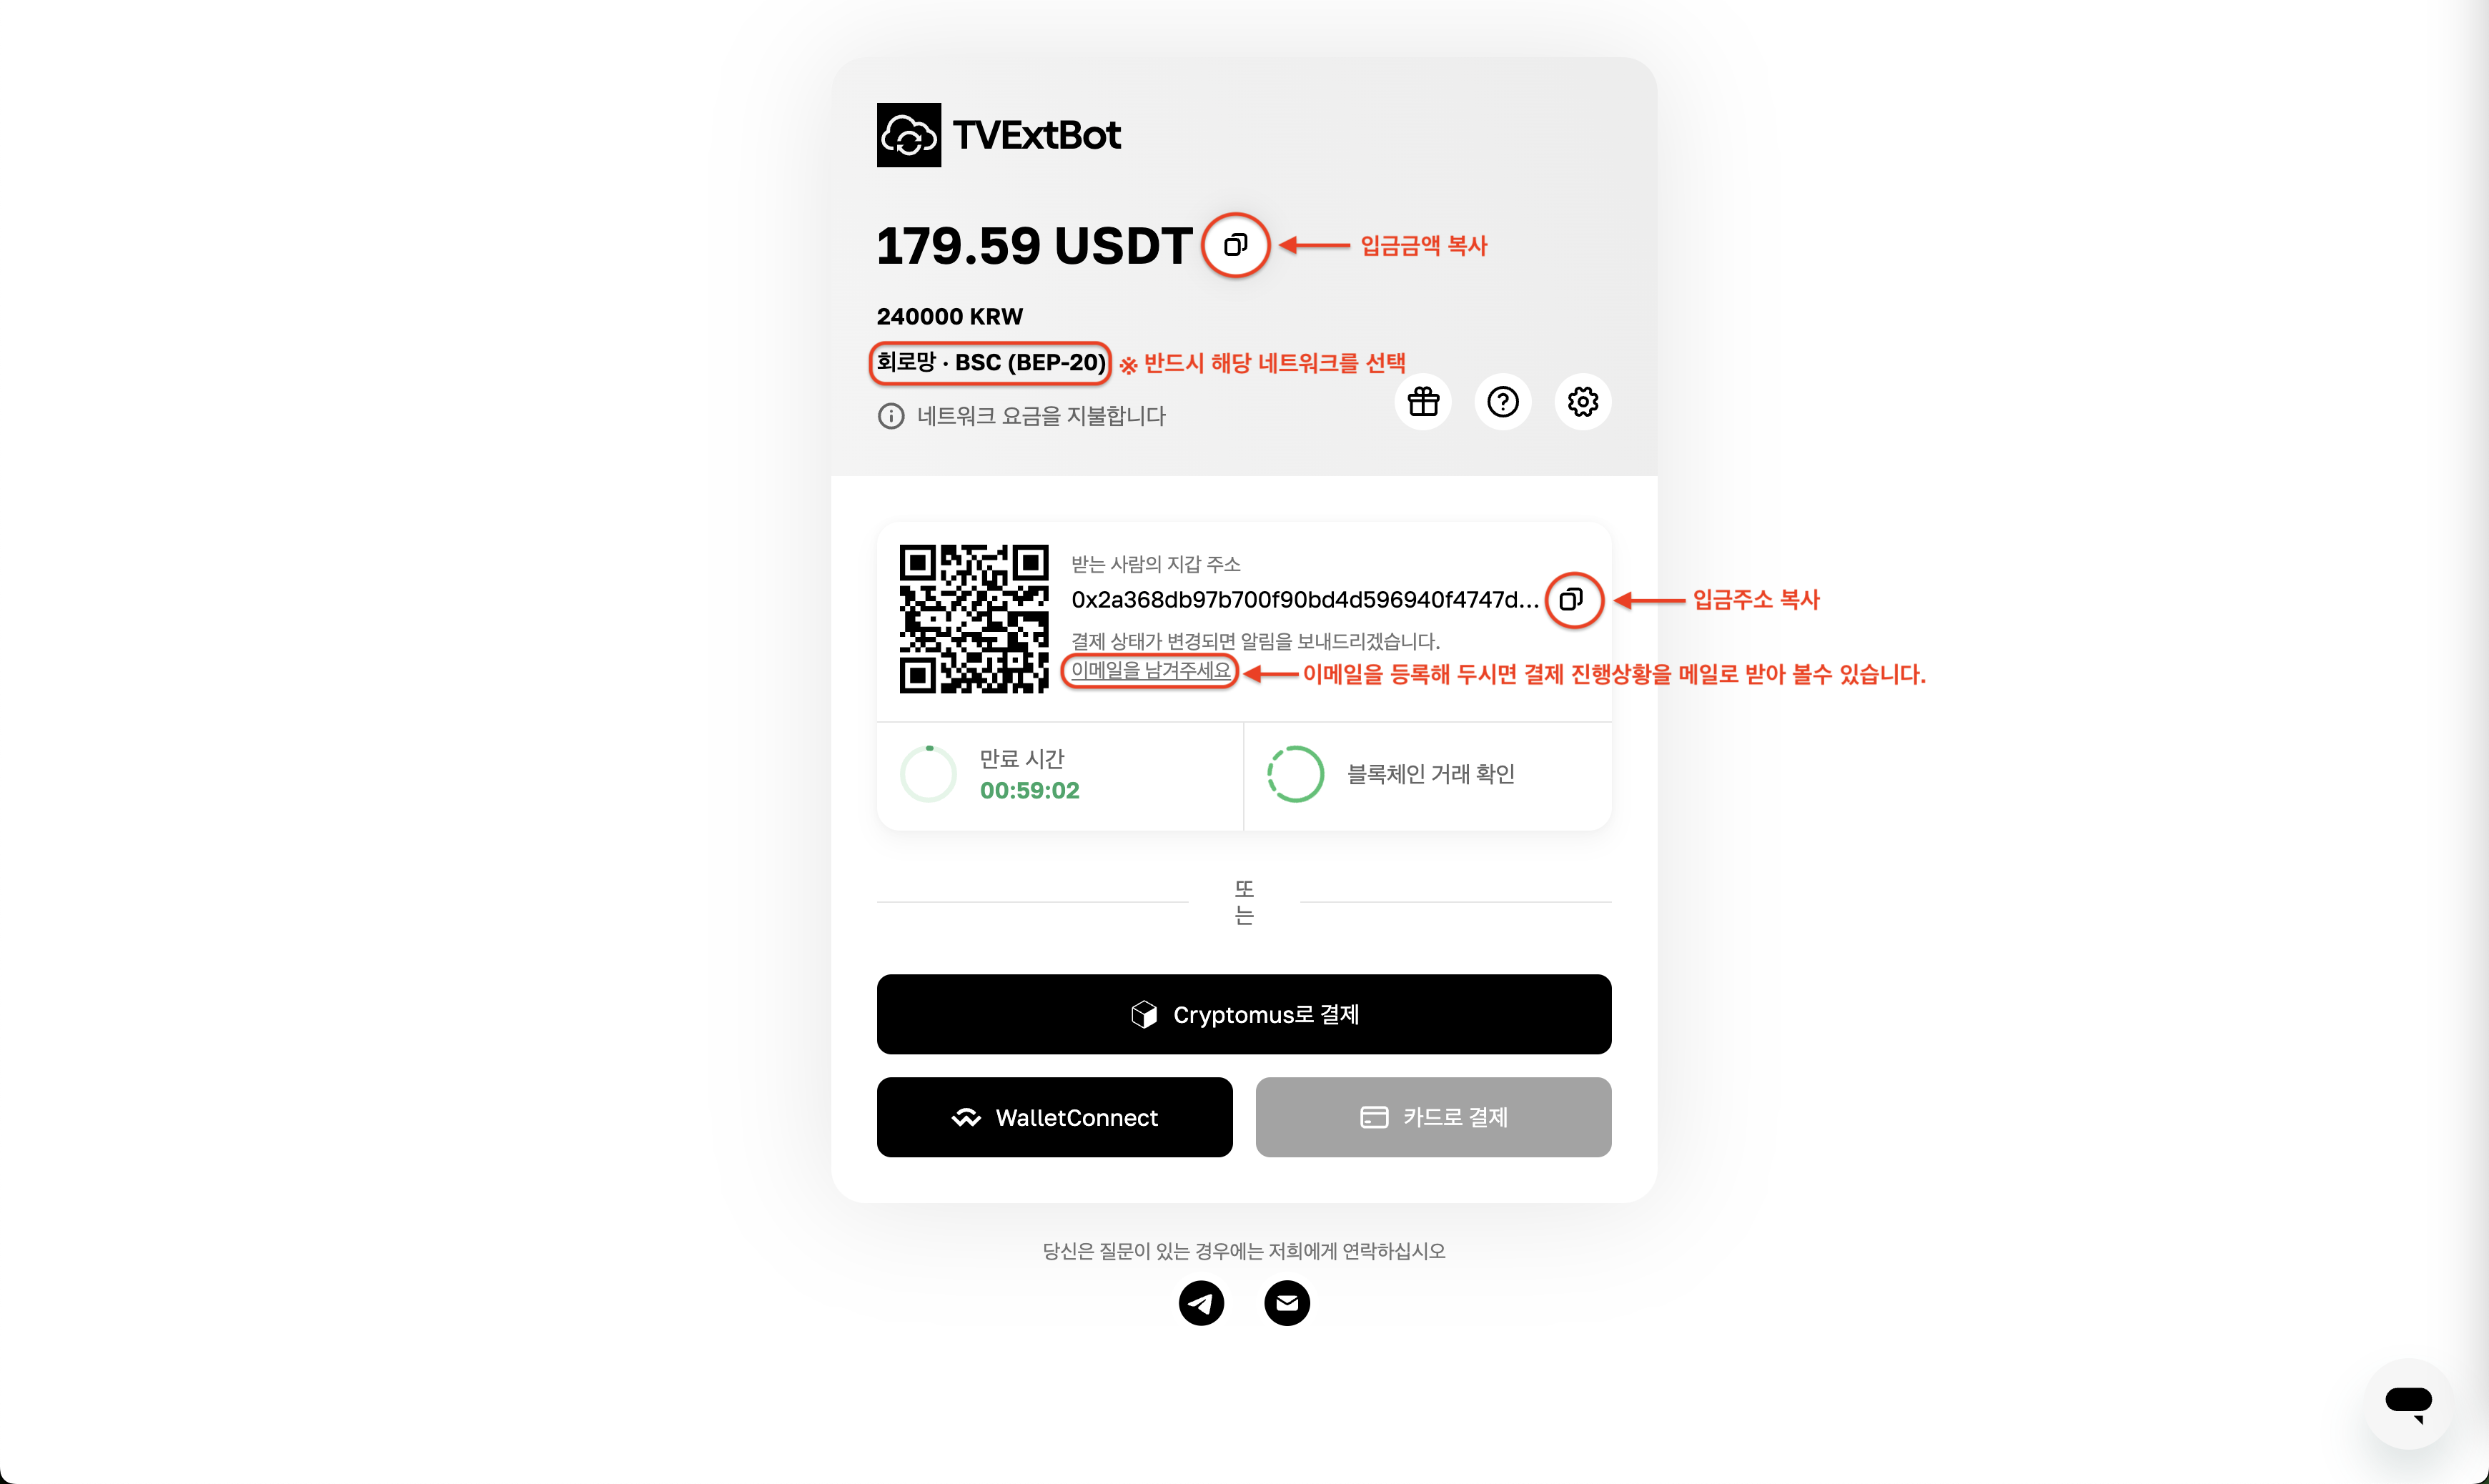 TVExtBot
179.59 USDT
입금금액 복사
240000 KRW
회로망 · BSC (BEP-20) ※ 반드시 해당 네트워크를 선택
네트워크 요금을 지불합니다
받는 사람의 지갑 주소
0x2a368db97b700f90bd4d596940f4747d...
입금주소 복사
결제 상태가 변경되면 알림을 보내드리겠습니다.
이메일을 남겨주세요
이메일을 등록해 두시면 결제 진행상황을 메일로 받아 볼수 있습니다.
만료 시간
00:59:02
블록체인 거래 확인
또
는
Cryptomus로 결제
WalletConnect
카드로 결제
당신은 질문이 있는 경우에는 저희에게 연락하십시오